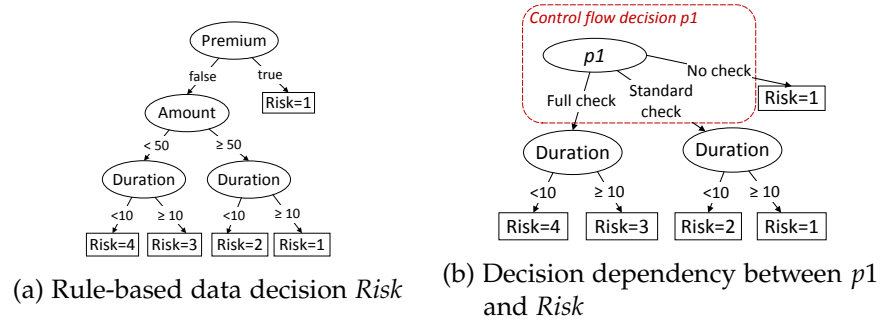 Premium
false
true
Risk=1
Amount
< 50
≥ 50
Duration
Duration
<10
≥ 10
<10
≥ 10
Risk=4
Risk=3
Risk=2
Risk=1
(a) Rule-based data decision Risk
Control flow decision p1
p1
No check
Full check
Standard
check
Risk=1
Duration
Duration
<10
≥ 10
<10
≥ 10
Risk=4
Risk=3
Risk=2
Risk=1
(b) Decision dependency between p1
and Risk